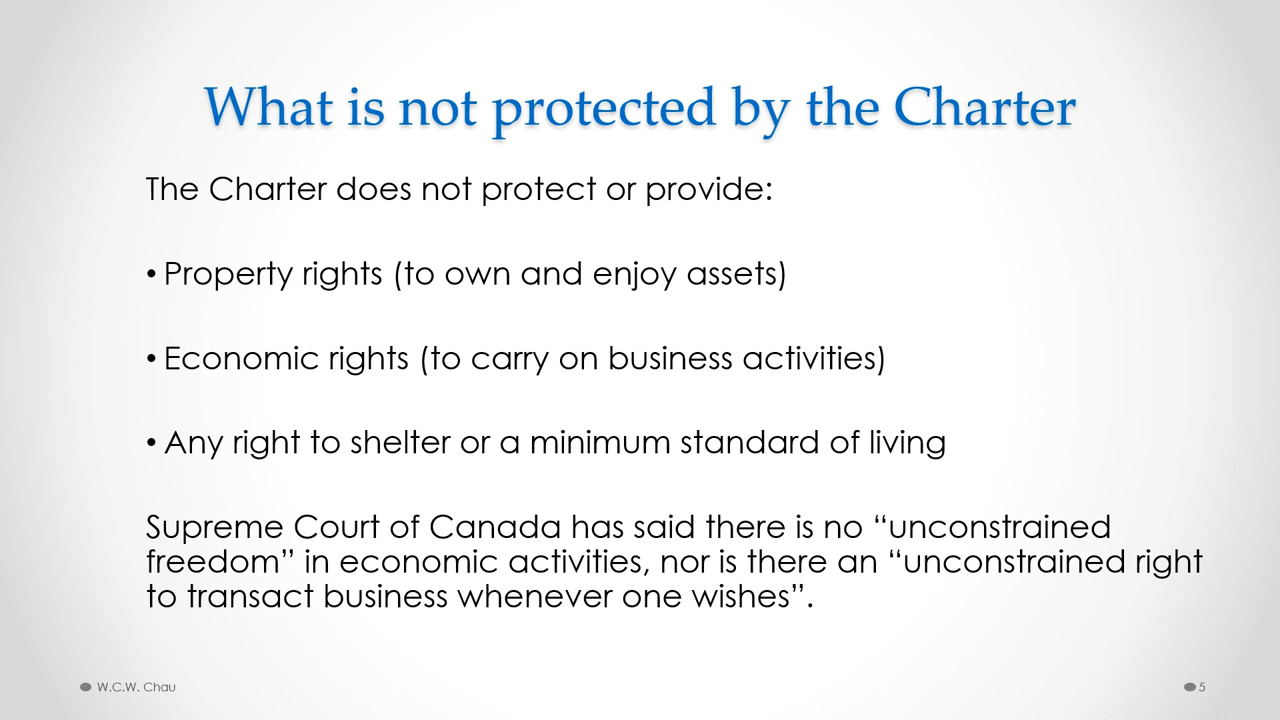 What is not protected by the Charter
The Charter does not protect or provide:
• Property rights (to own and enjoy assets)
• Economic rights (to carry on business activities)
• Any right to shelter or a minimum standard of living
Supreme Court of Canada has said there is no “unconstrained
freedom” in economic activities, nor is there an “unconstrained right
to transact business whenever one wishes”.
W.C.W. Chau
5